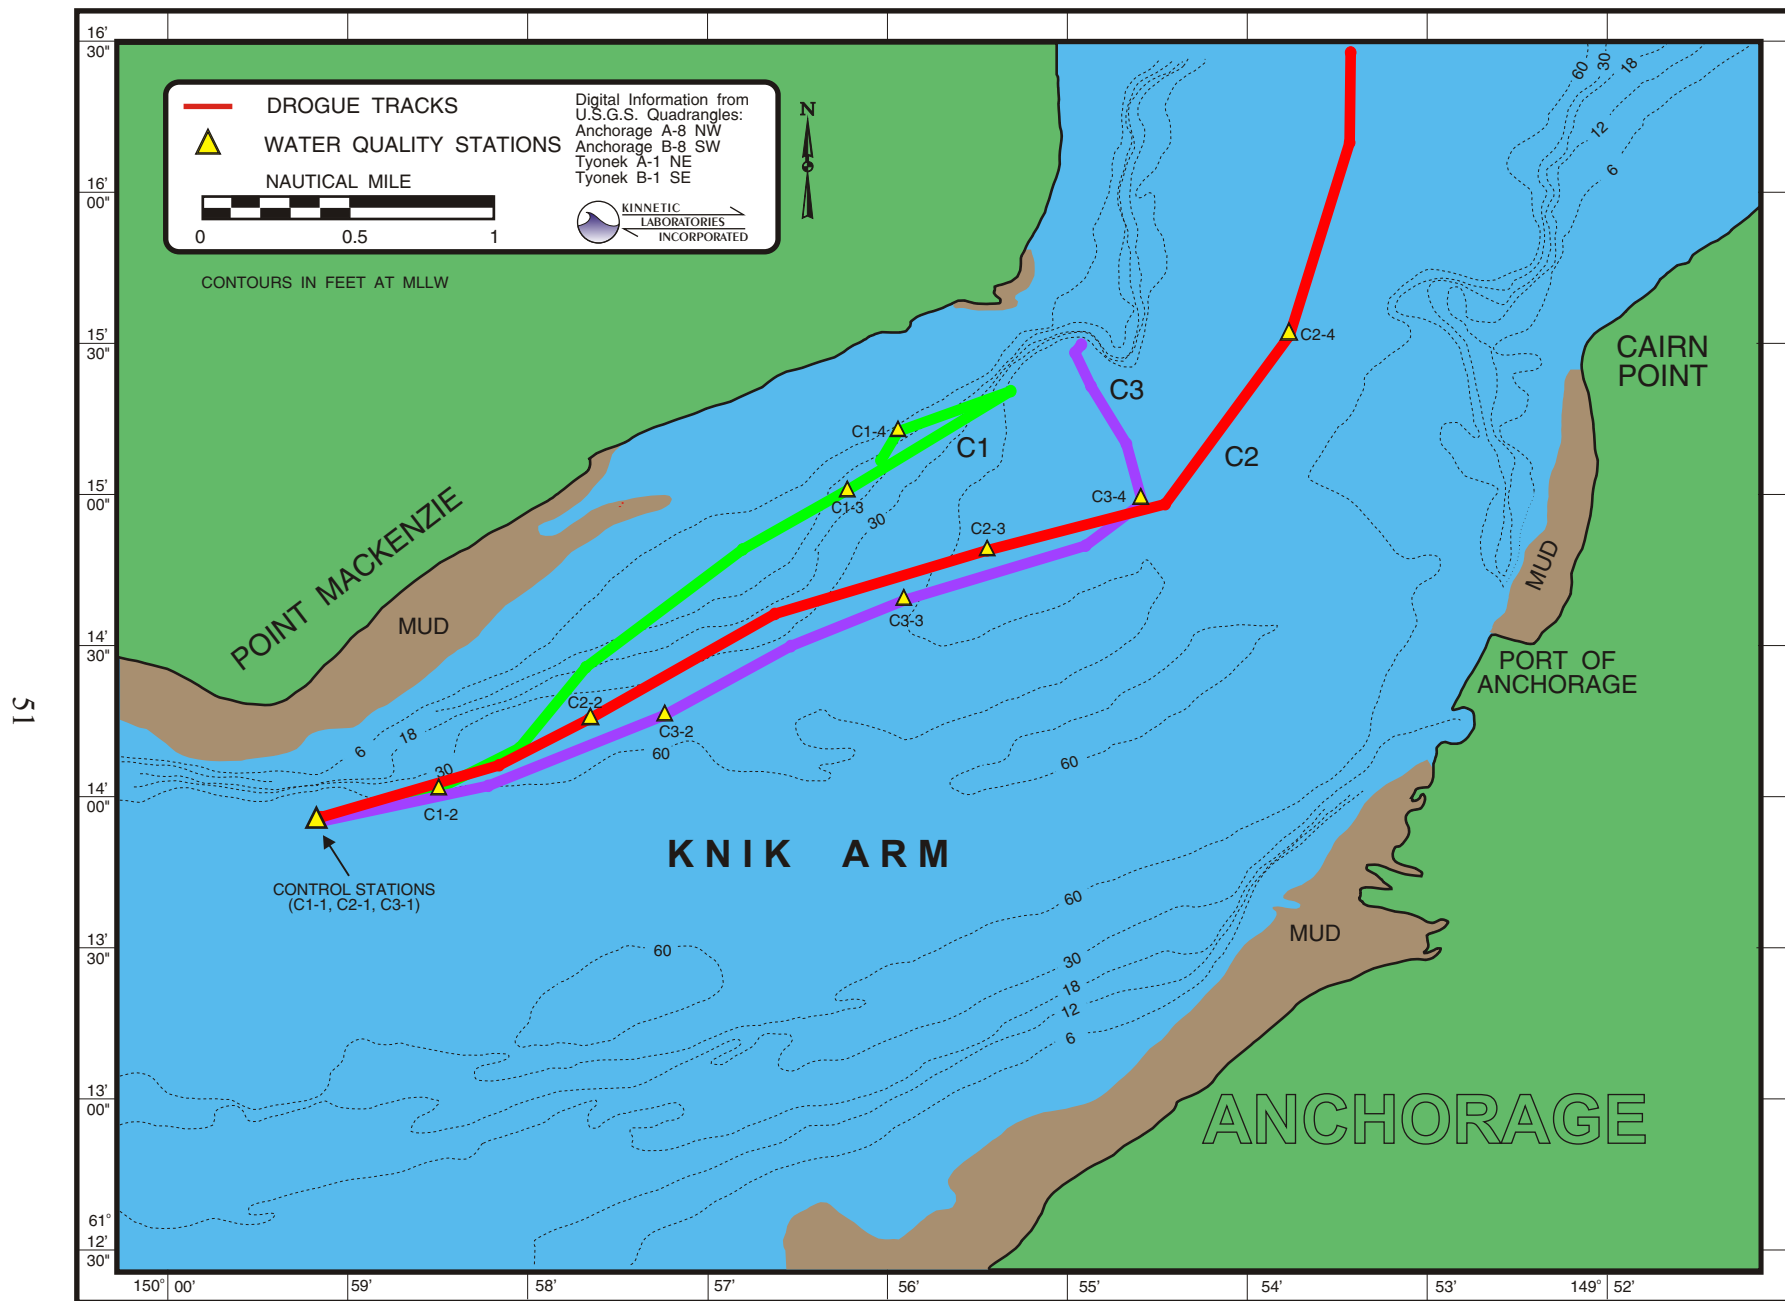 16'
30"
16'
00"
15'
30"
15'
00"
14'
30"
14'
00"
13'
30"
13'
00"
61°
12'
30"
DROGUE TRACKS
WATER QUALITY STATIONS
NAUTICAL MILE
0 0.5 1
Digital Information from
U.S.G.S. Quadrangles:
Anchorage A-8 NW
Anchorage B-8 SW
Tyonek A-1 NE
Tyonek B-1 SE
KINNETIC
LABORATORIES
INCORPORATED
CONTOURS IN FEET AT MLLW
N
60
30
18
12
6
C2-4
CAIRN
POINT
C3
C1-4
C1
C2
C1-3
C3-4
30
C2-3
POINT MACKENZIE
MUD
MUD
C3-3
PORT OF
ANCHORAGE
C2-2
C3-2
6
18
30
60
60
C1-2
KNIK ARM
CONTROL STATIONS
(C1-1, C2-1, C3-1)
60
MUD
60
30
18
12
6
ANCHORAGE
150° 00'
59'
58'
57'
56'
55'
54'
53'
149° 52'
51